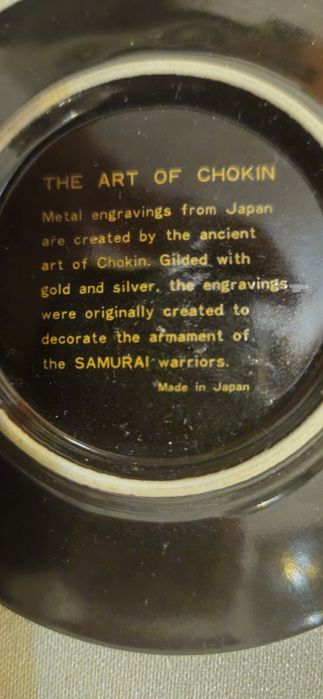 THE ART OF CHOKIN
Metal engravings from Japan
are created by the ancient
art of Chokin. Gilded with
gold and silver, the engravings
were originally created to
decorate the armament of
the SAMURAI warriors.
Made in Japan